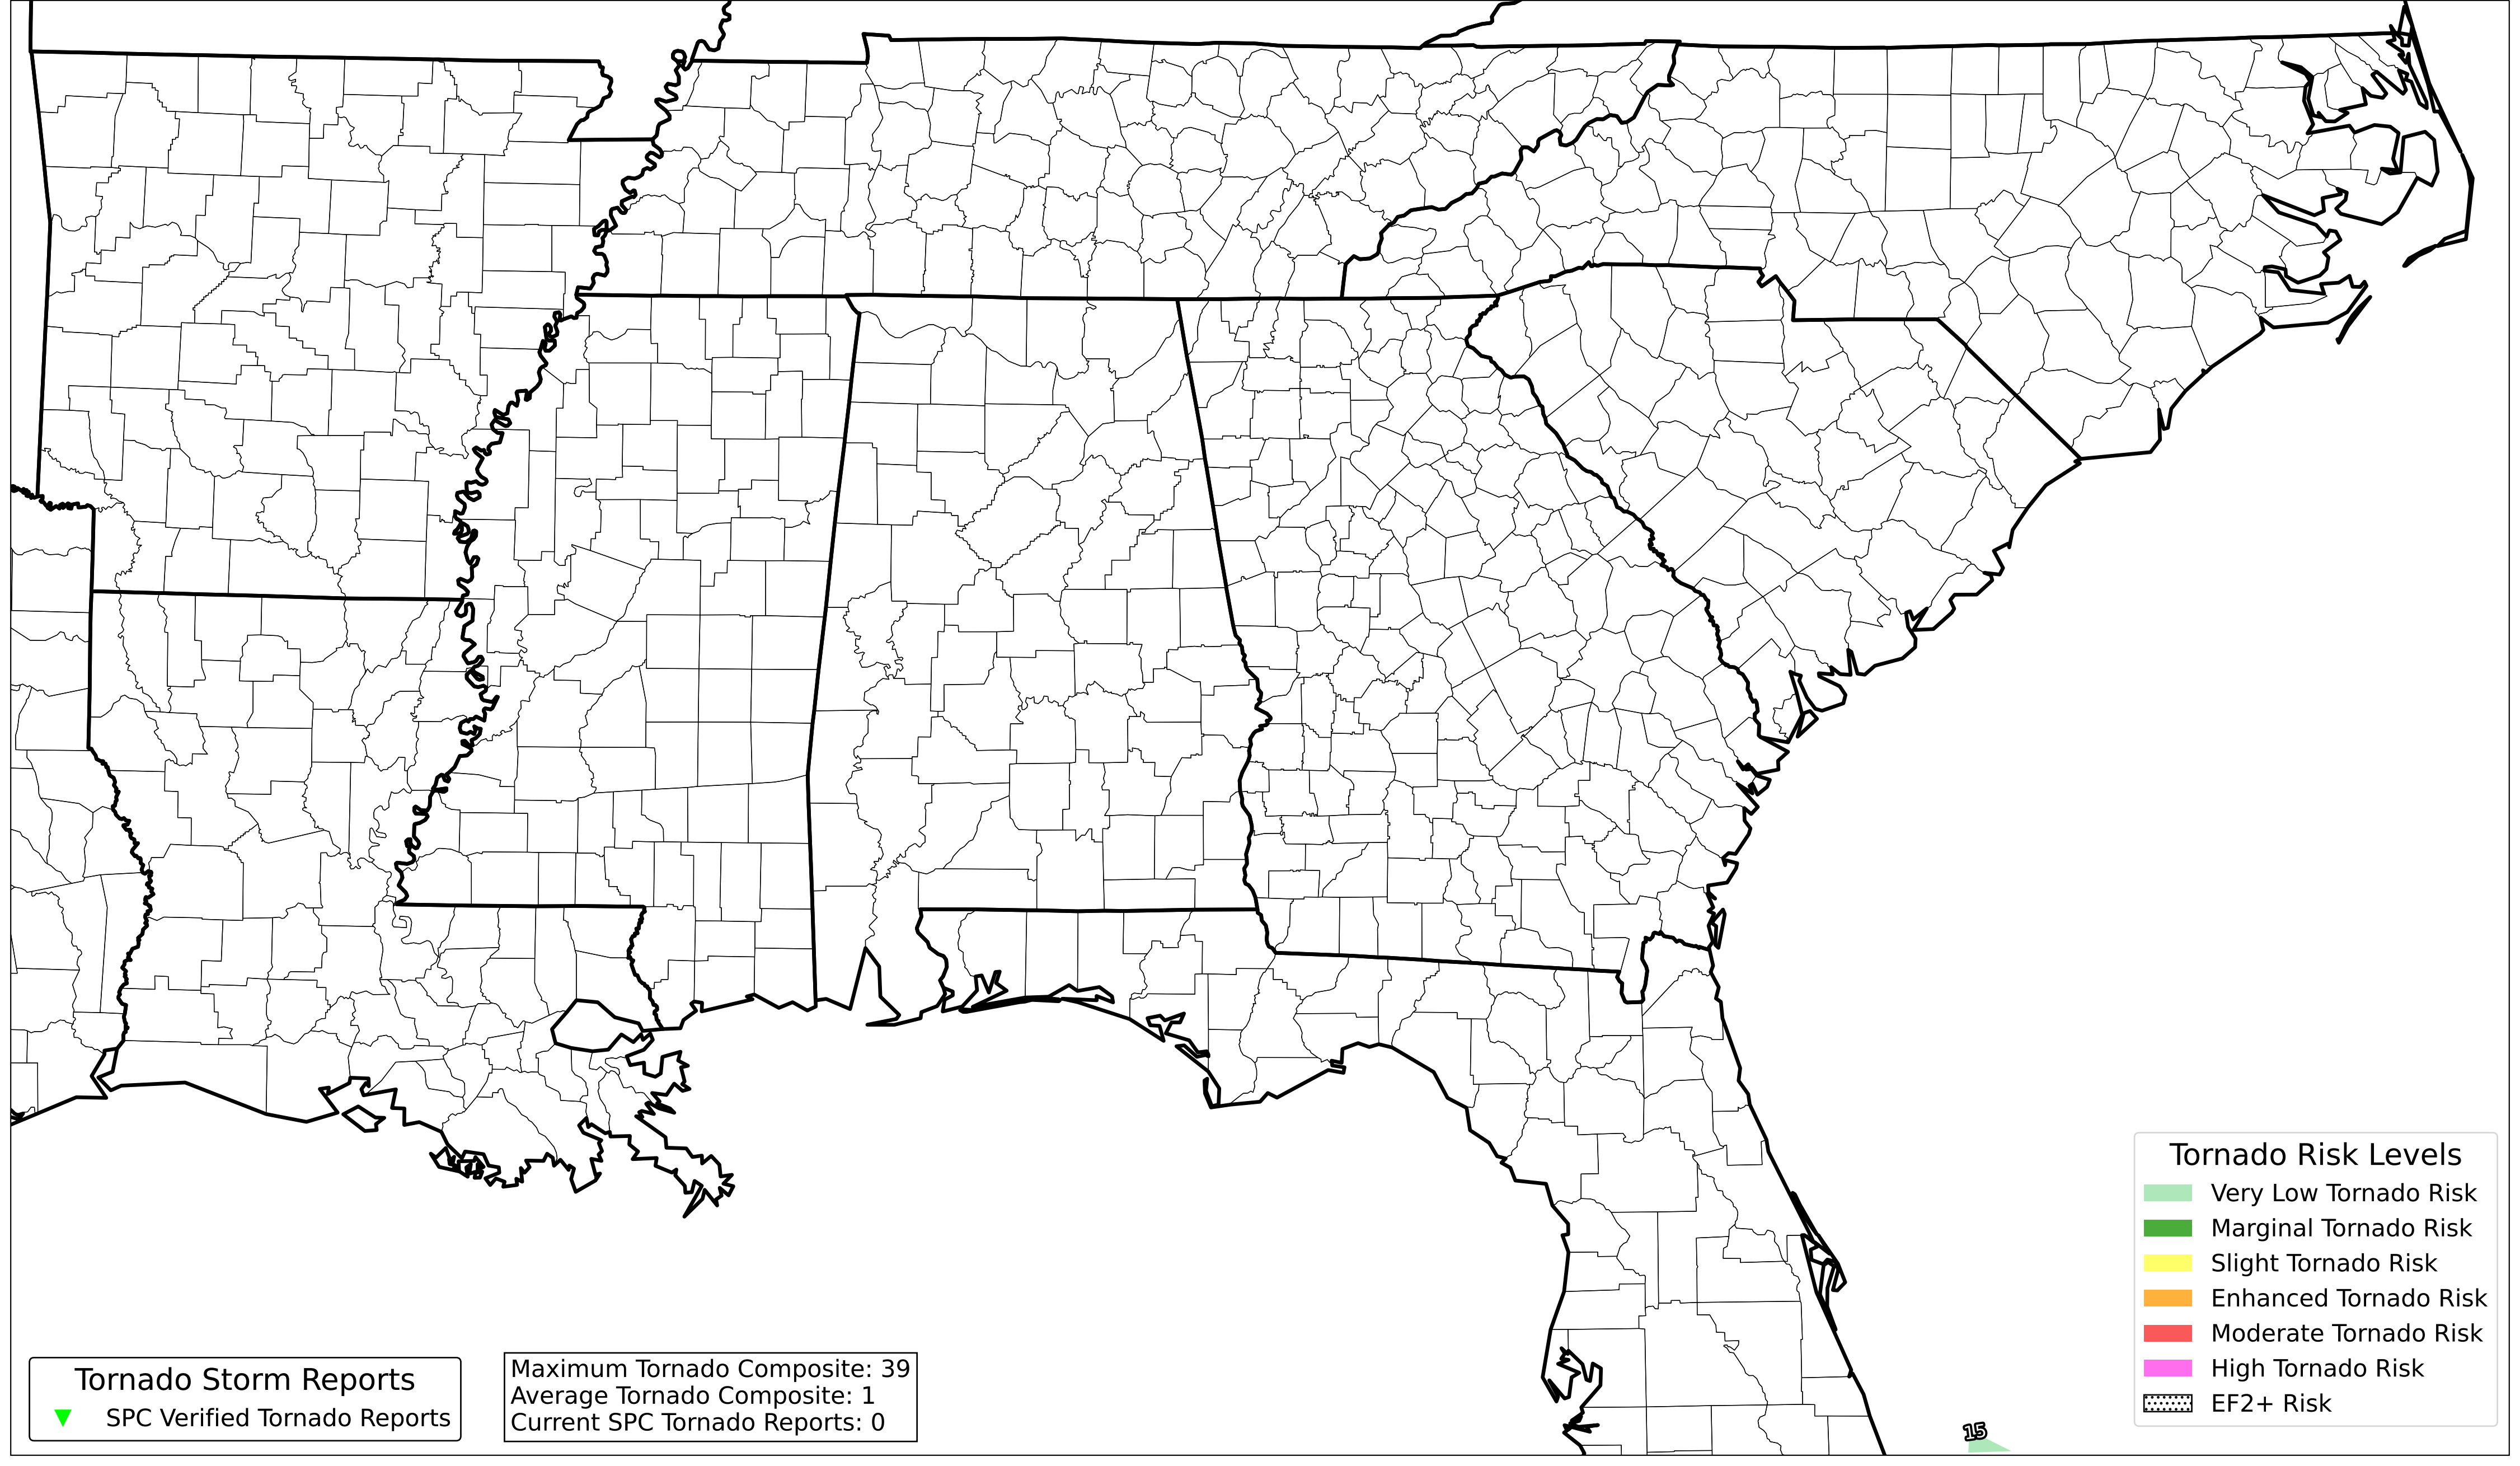 Tornado Risk Levels
Very Low Tornado Risk
Marginal Tornado Risk
Slight Tornado Risk
Enhanced Tornado Risk
Moderate Tornado Risk
High Tornado Risk
EF2+ Risk
Tornado Storm Reports
SPC Verified Tornado Reports
Maximum Tornado Composite: 39
Average Tornado Composite: 1
Current SPC Tornado Reports: 0
15